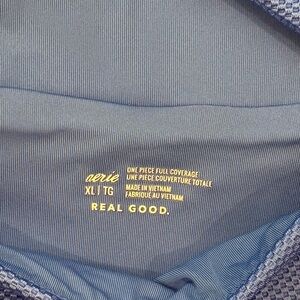 aerie
XL | TG
ONE PIECE FULL COVERAGE
UNE PIECE COUVERTURE TOTALE
MADE IN VIETNAM
FABRIQUÉ AU VIETNAM
REAL GOOD.